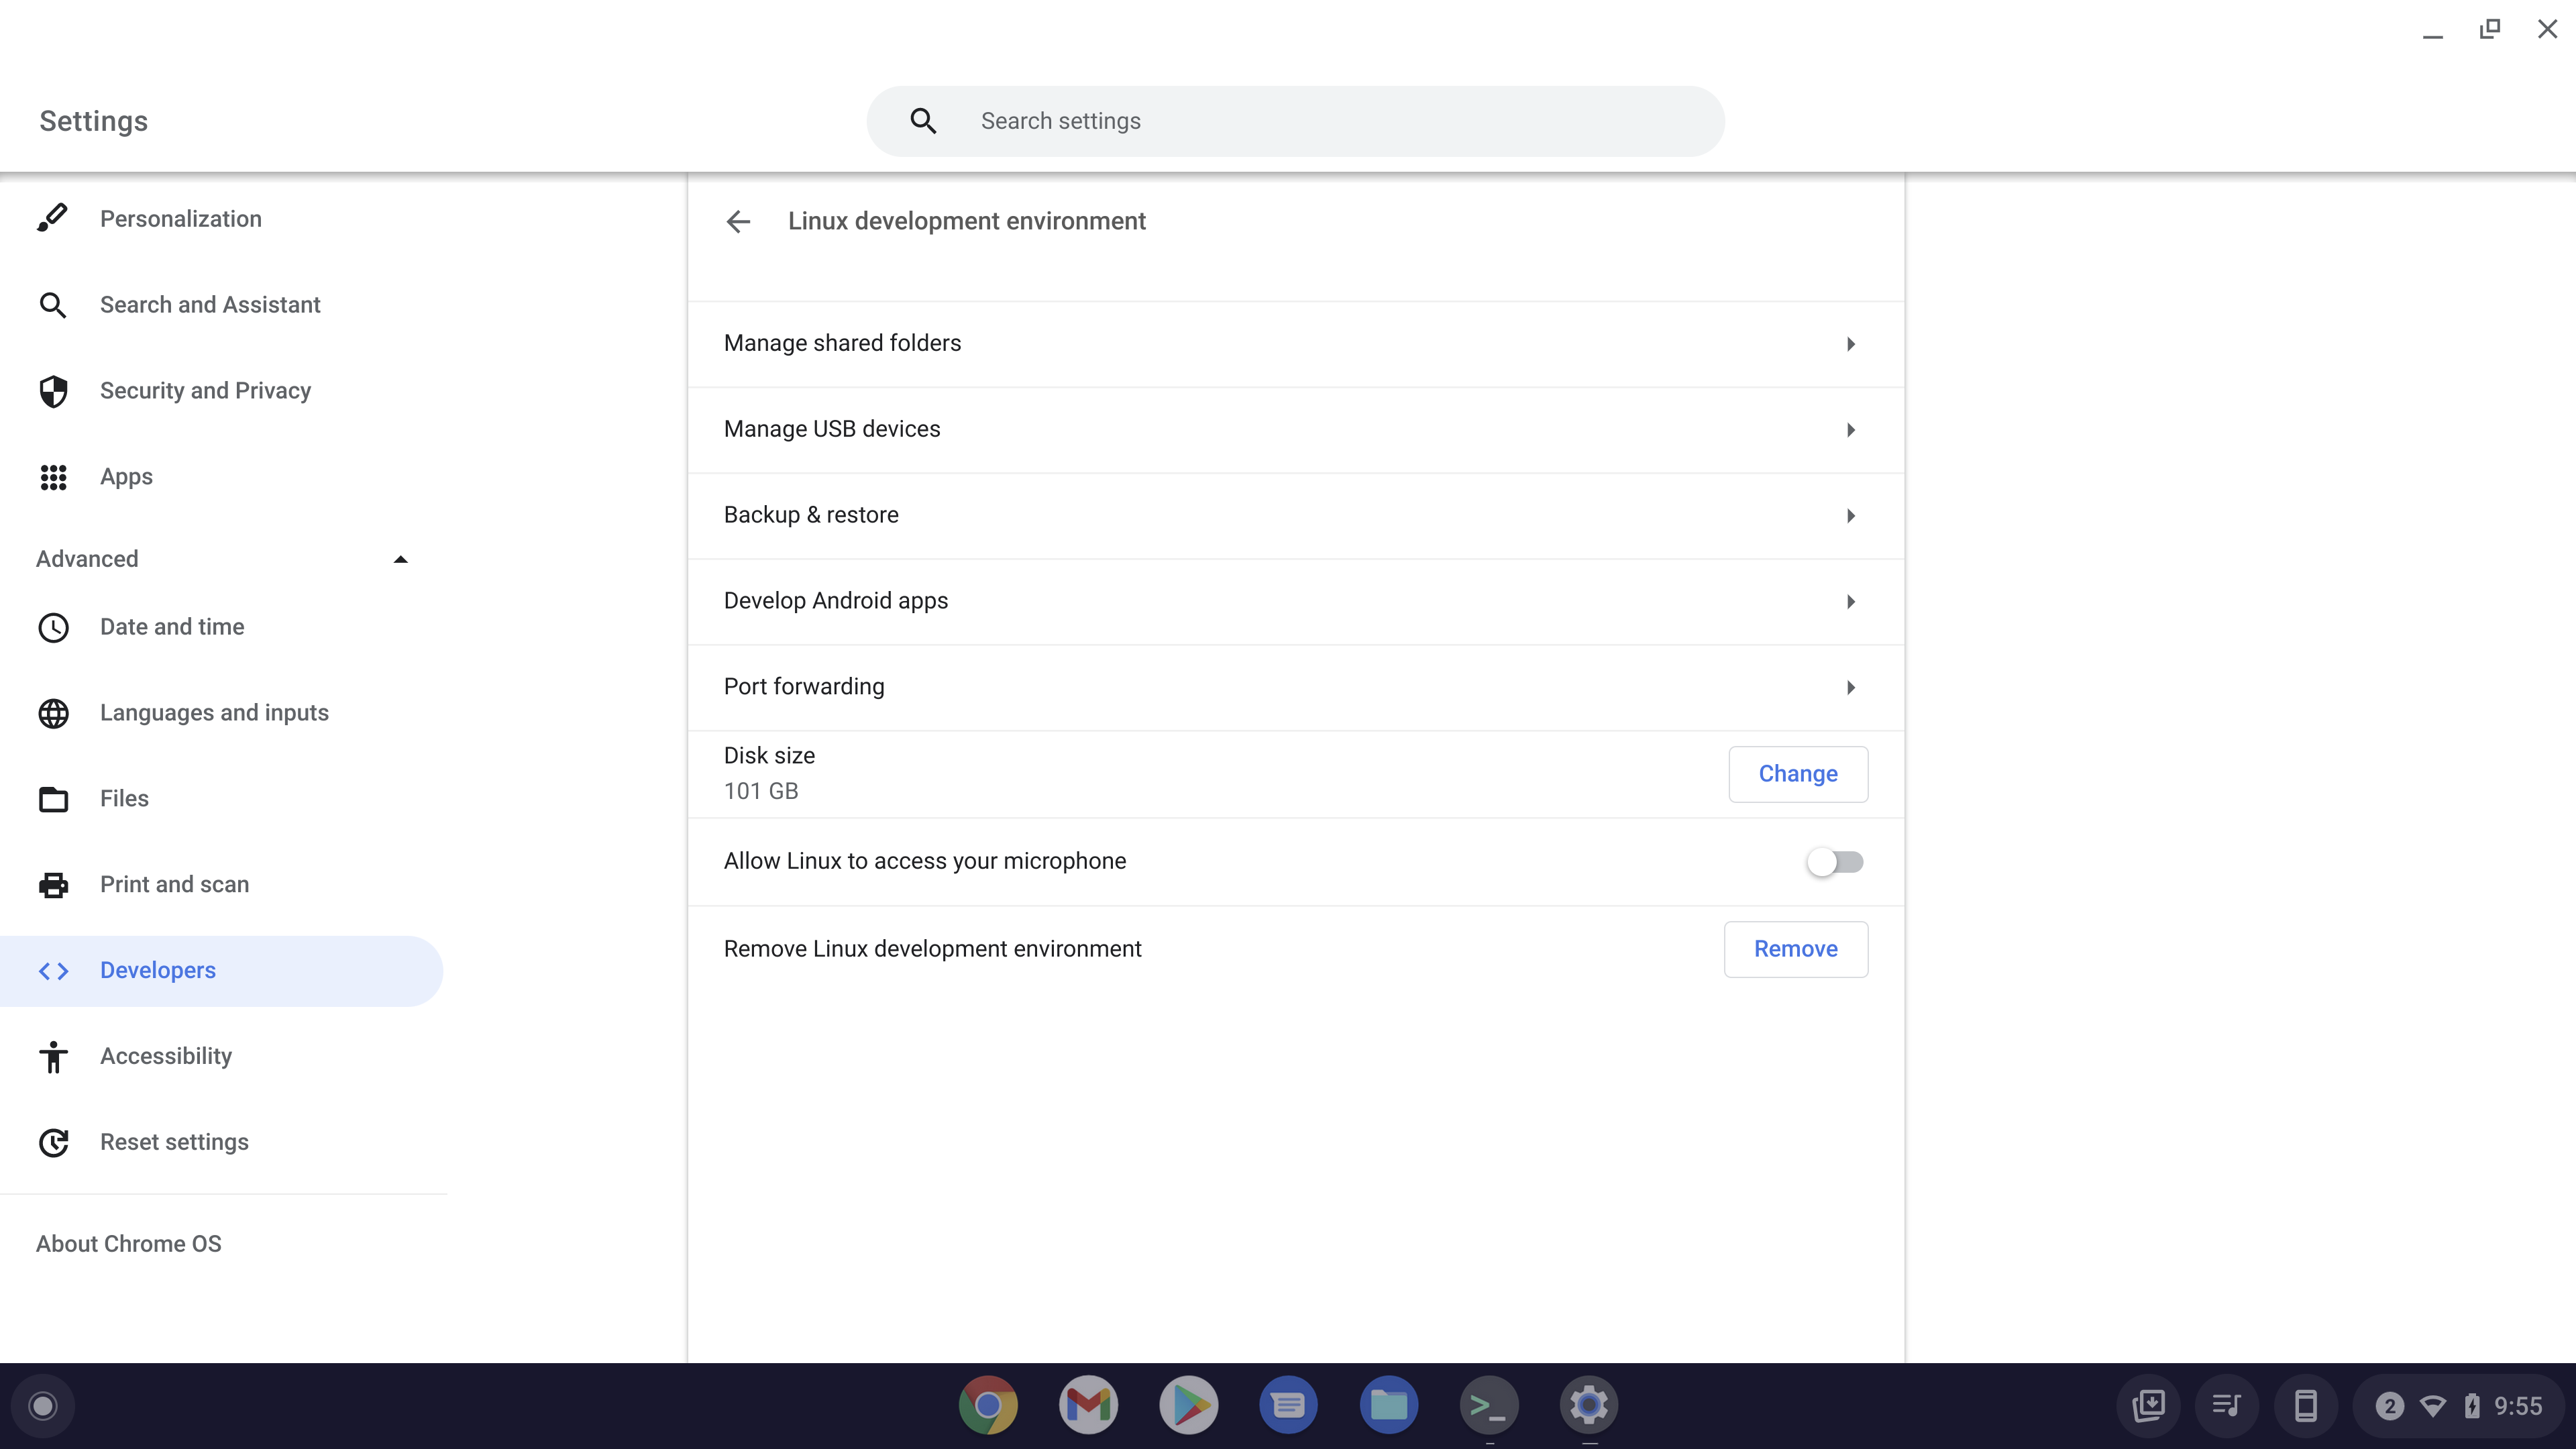 Settings
Search settings
Personalization
Search and Assistant
Security and Privacy
Apps
Advanced
Date and time
Languages and inputs
Files
Print and scan
Developers
Accessibility
Reset settings
About Chrome OS
Linux development environment
Manage shared folders
Manage USB devices
Backup & restore
Develop Android apps
Port forwarding
Disk size
101 GB
Change
Allow Linux to access your microphone
Remove Linux development environment
Remove
2
9:55